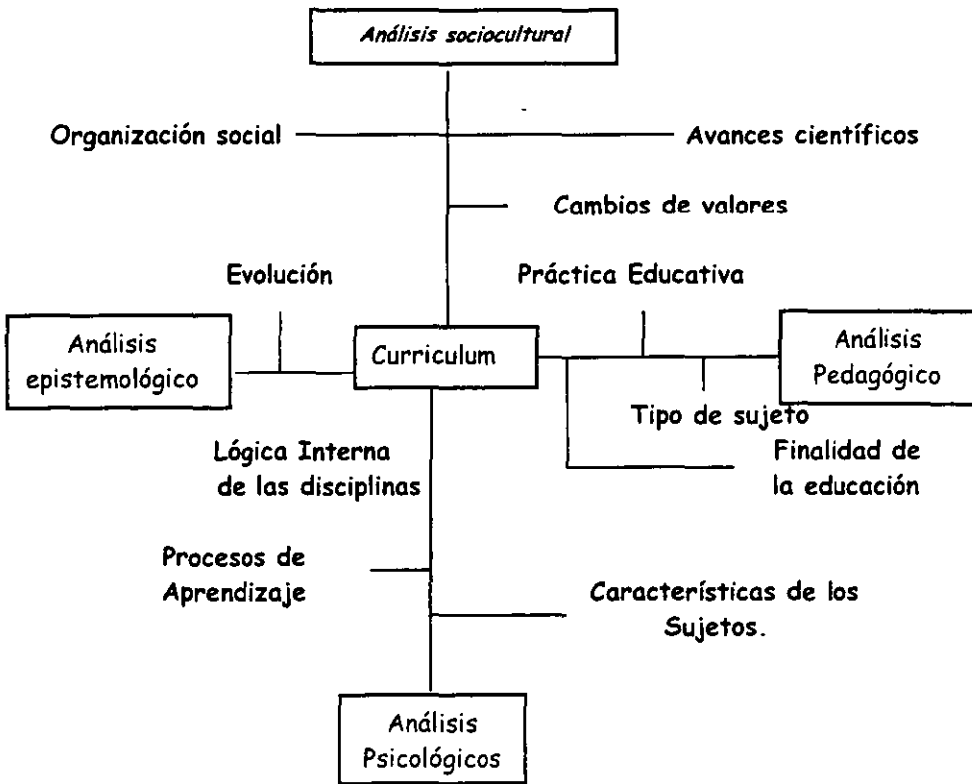 Análisis sociocultural
Organización social
Avances científicos
Cambios de valores
Evolución
Práctica Educativa
Análisis
epistemológico
Curriculum
Análisis
Pedagógico
Tipo de sujeto
Lógica Interna
de las disciplinas
Finalidad de
la educación
Procesos de
Aprendizaje
Características de los
Sujetos.
Análisis
Psicológicos